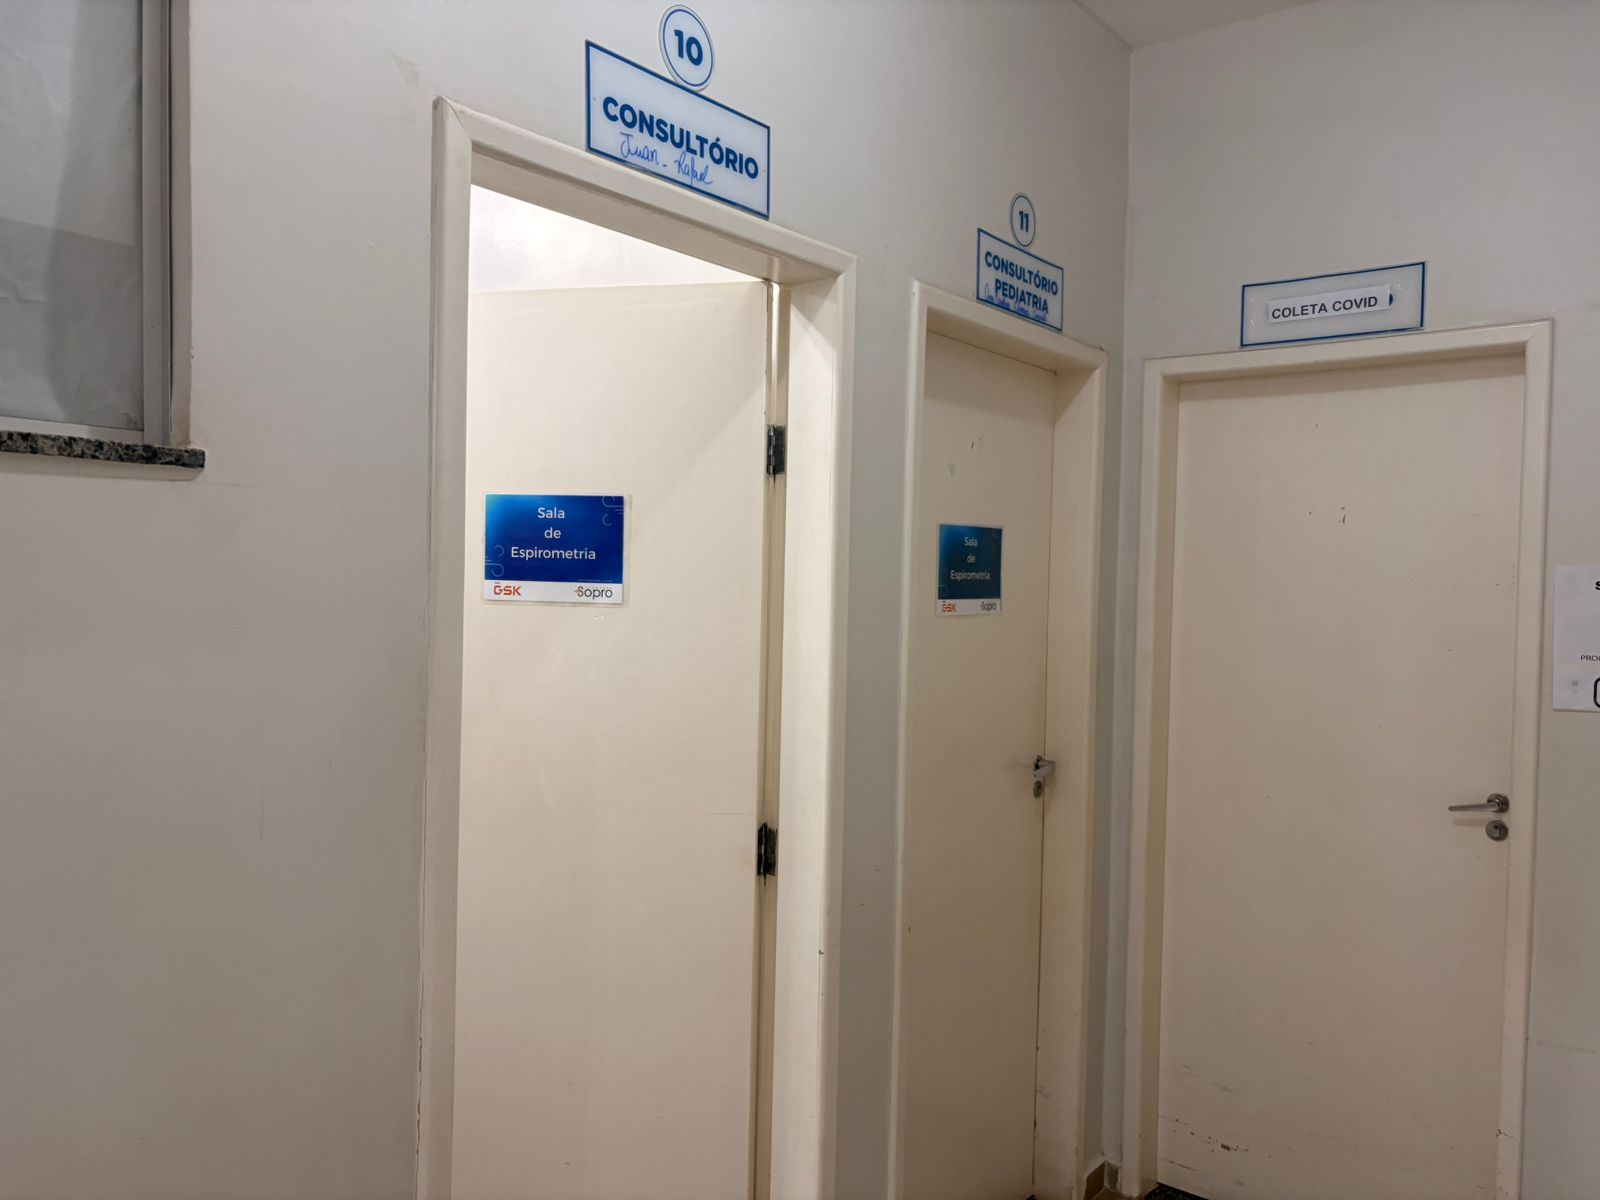 10
CONSULTÓRIO
Juan - Rafael
Sala
de
Espirometria
GSK
Sopro
11
CONSULTÓRIO
PEDIATRIA
Sala
de
Espirometria
GSK
Sopro
COLETA COVID